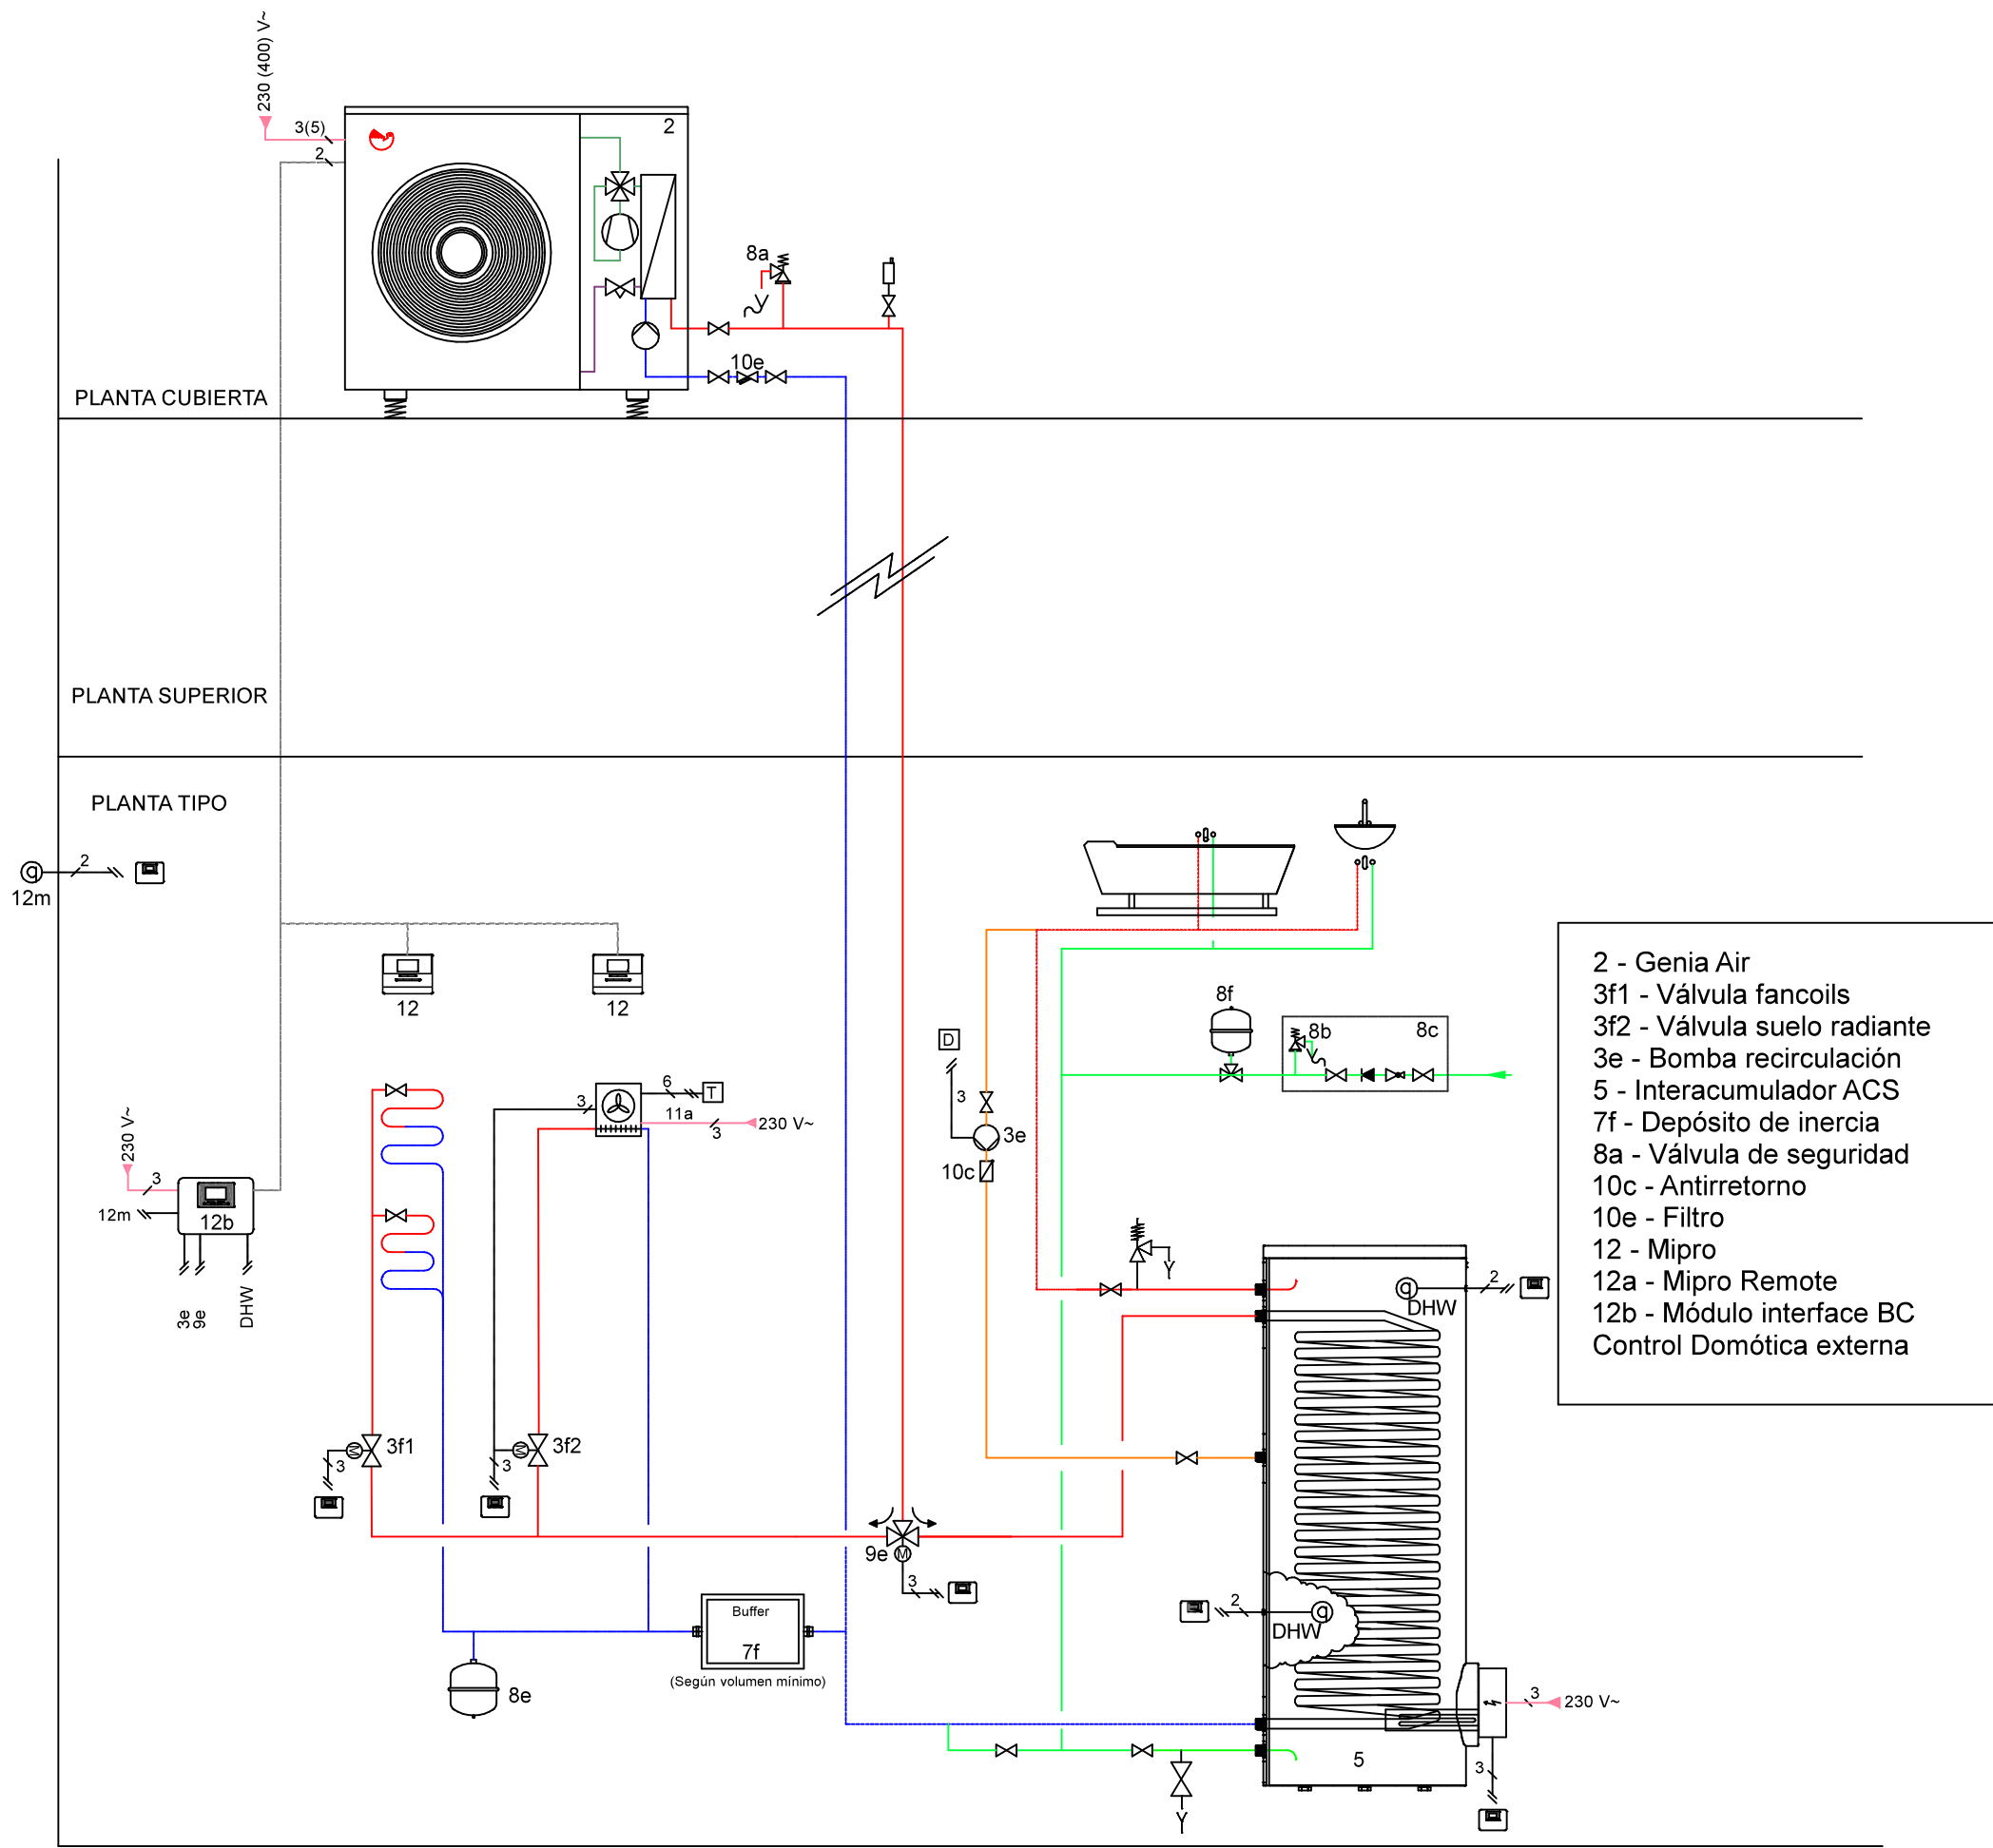 230 (400) V~
3(5)
2
2
8a
10e
PLANTA CUBIERTA
PLANTA SUPERIOR
PLANTA TIPO
q
2
12m
12
12
8f
8b
8c
D
3
3e
10c
6
T
3
11a
3
230 V~
230 V~
3
12m
12b
3e
9e
DHW
2 - Genia Air
3f1 - Válvula fancoils
3f2 - Válvula suelo radiante
3e - Bomba recirculación
5 - Interacumulador ACS
7f - Depósito de inercia
8a - Válvula de seguridad
10c - Antirretorno
10e - Filtro
12 - Mipro
12a - Mipro Remote
12b - Módulo interface BC
Control Domótica externa
q
2
DHW
M
3f1
3
M
3f2
3
9e
M
3
Buffer
7f
(Según volumen mínimo)
8e
2
q
DHW
3
230 V~
5
3